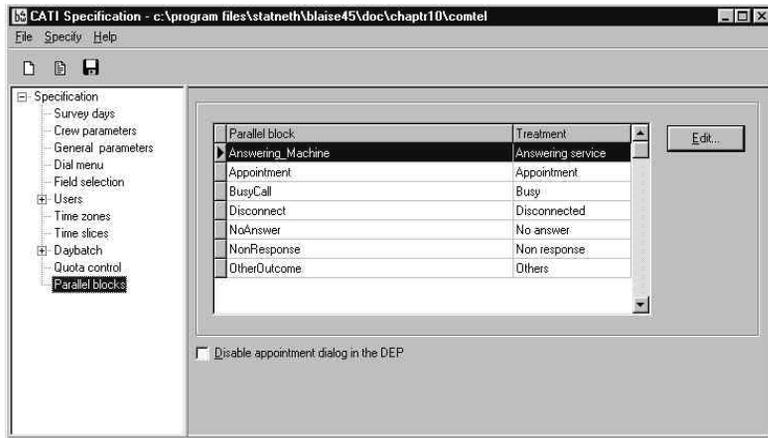 CATI Specification - c:\program files\statneth\blaise45\doc\chaptr10\comtel
File Specify Help
Specification
Survey days
Crew parameters
General parameters
Dial menu
Field selection
Users
Time zones
Time slices
Daybatch
Quota control
Parallel blocks
Parallel block Treatment
Answering_Machine Answering service
Appointment Appointment
BusyCall Busy
Disconnect Disconnected
NoAnswer No answer
NonResponse Non response
OtherOutcome Others
Edit...
Disable appointment dialog in the DEP